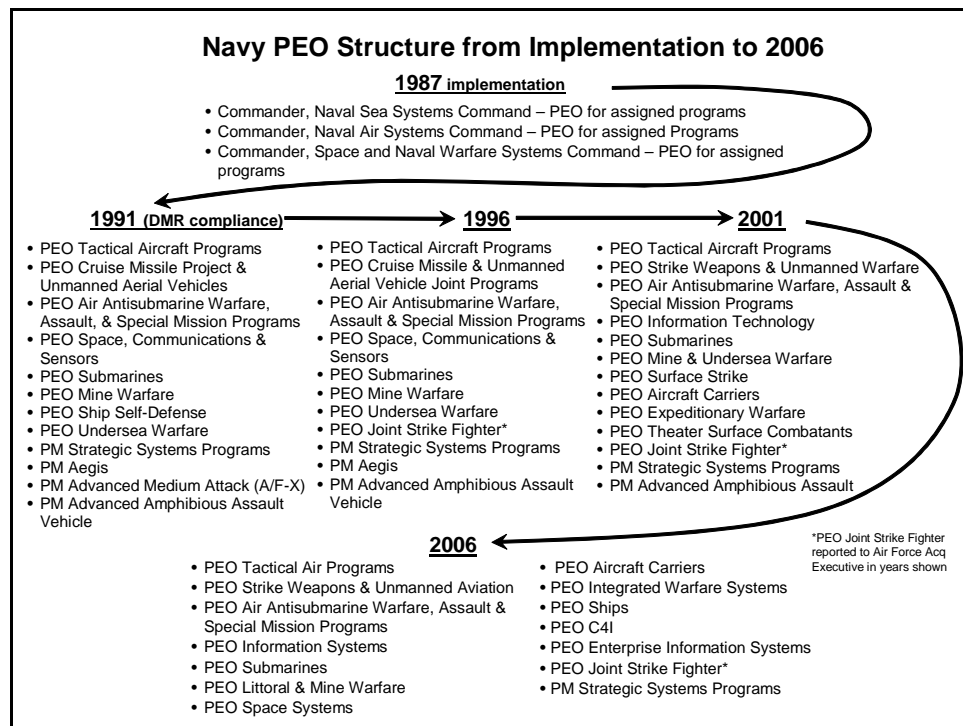 Navy PEO Structure from Implementation to 2006
1987 implementation
• Commander, Naval Sea Systems Command – PEO for assigned programs
• Commander, Naval Air Systems Command – PEO for assigned Programs
• Commander, Space and Naval Warfare Systems Command – PEO for assigned
programs
1991 (DMR compliance)
• PEO Tactical Aircraft Programs
• PEO Cruise Missile Project &
Unmanned Aerial Vehicles
• PEO Air Antisubmarine Warfare,
Assault, & Special Mission Programs
• PEO Space, Communications &
Sensors
• PEO Submarines
• PEO Mine Warfare
• PEO Ship Self-Defense
• PEO Undersea Warfare
• PM Strategic Systems Programs
• PM Aegis
• PM Advanced Medium Attack (A/F-X)
• PM Advanced Amphibious Assault
Vehicle
1996
• PEO Tactical Aircraft Programs
• PEO Cruise Missile & Unmanned
Aerial Vehicle Joint Programs
• PEO Air Antisubmarine Warfare,
Assault & Special Mission Programs
• PEO Space, Communications &
Sensors
• PEO Submarines
• PEO Mine Warfare
• PEO Undersea Warfare
• PEO Joint Strike Fighter*
• PM Strategic Systems Programs
• PM Aegis
• PM Advanced Amphibious Assault
Vehicle
2001
• PEO Tactical Aircraft Programs
• PEO Strike Weapons & Unmanned Warfare
• PEO Air Antisubmarine Warfare, Assault &
Special Mission Programs
• PEO Information Technology
• PEO Submarines
• PEO Mine & Undersea Warfare
• PEO Surface Strike
• PEO Aircraft Carriers
• PEO Expeditionary Warfare
• PEO Theater Surface Combatants
• PEO Joint Strike Fighter*
• PM Strategic Systems Programs
• PM Advanced Amphibious Assault
*PEO Joint Strike Fighter
reported to Air Force Acq
Executive in years shown
2006
• PEO Tactical Air Programs
• PEO Strike Weapons & Unmanned Aviation
• PEO Air Antisubmarine Warfare, Assault &
Special Mission Programs
• PEO Information Systems
• PEO Submarines
• PEO Littoral & Mine Warfare
• PEO Space Systems
• PEO Aircraft Carriers
• PEO Integrated Warfare Systems
• PEO Ships
• PEO C4I
• PEO Enterprise Information Systems
• PEO Joint Strike Fighter*
• PM Strategic Systems Programs